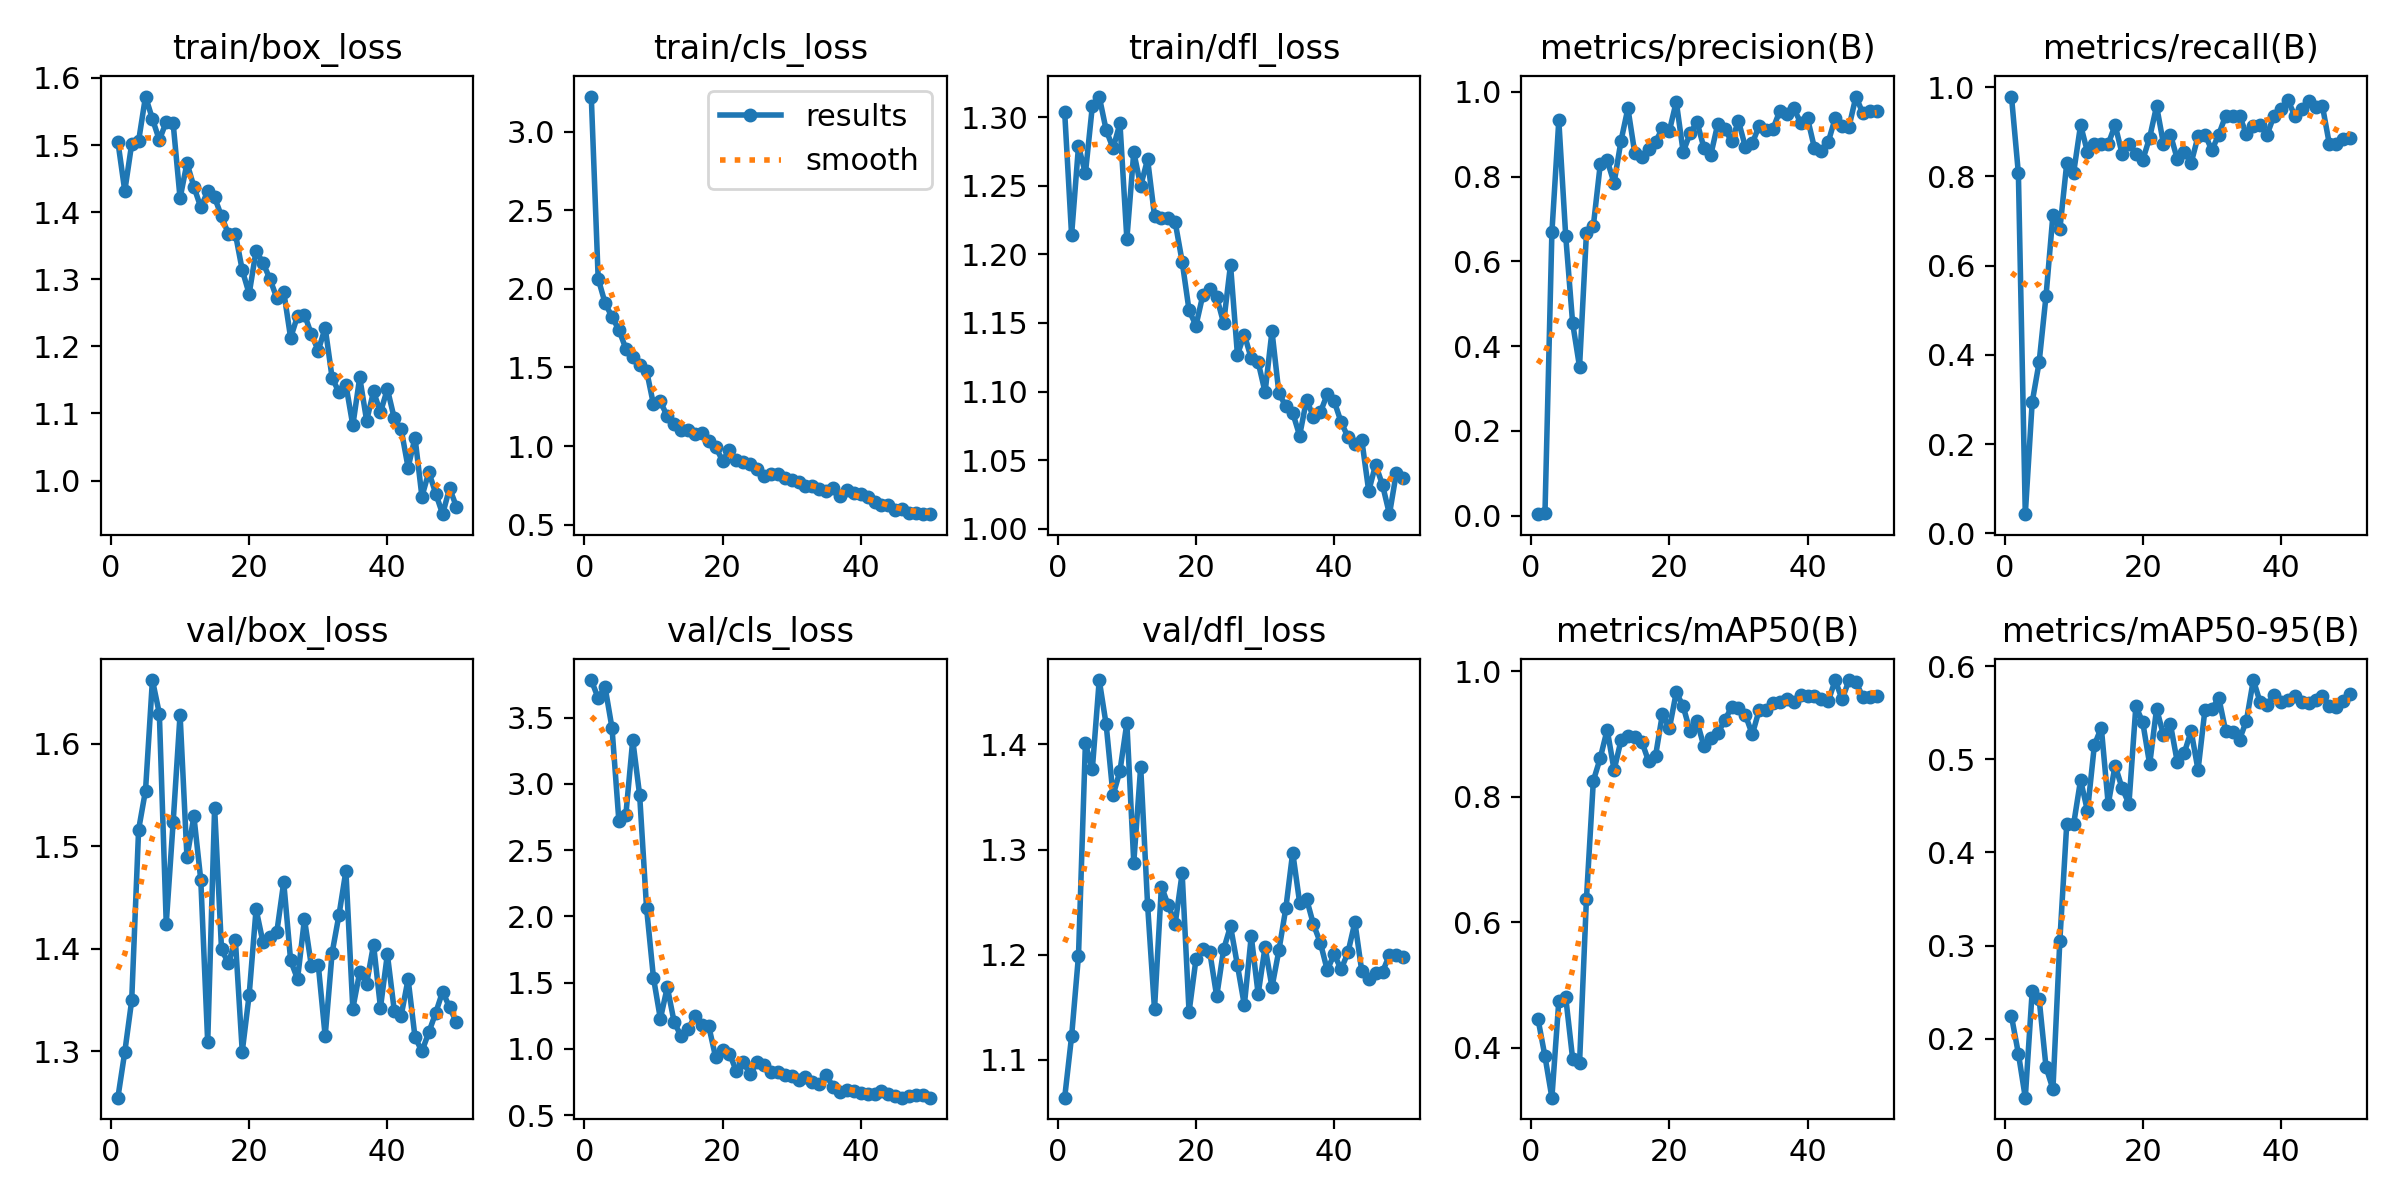 train/box_loss
train/cls_loss
train/dfl_loss
metrics/precision(B)
metrics/recall(B)
1.6
1.5
1.4
1.3
1.2
1.1
1.0
0 20 40
results
smooth
3.0
2.5
2.0
1.5
1.0
0.5
0 20 40
1.30
1.25
1.20
1.15
1.10
1.05
1.00
0 20 40
1.0
0.8
0.6
0.4
0.2
0.0
0 20 40
1.0
0.8
0.6
0.4
0.2
0.0
0 20 40
val/box_loss
val/cls_loss
val/dfl_loss
metrics/mAP50(B)
metrics/mAP50-95(B)
1.6
1.5
1.4
1.3
0 20 40
3.5
3.0
2.5
2.0
1.5
1.0
0.5
0 20 40
1.4
1.3
1.2
1.1
0 20 40
1.0
0.8
0.6
0.4
0 20 40
0.6
0.5
0.4
0.3
0.2
0 20 40